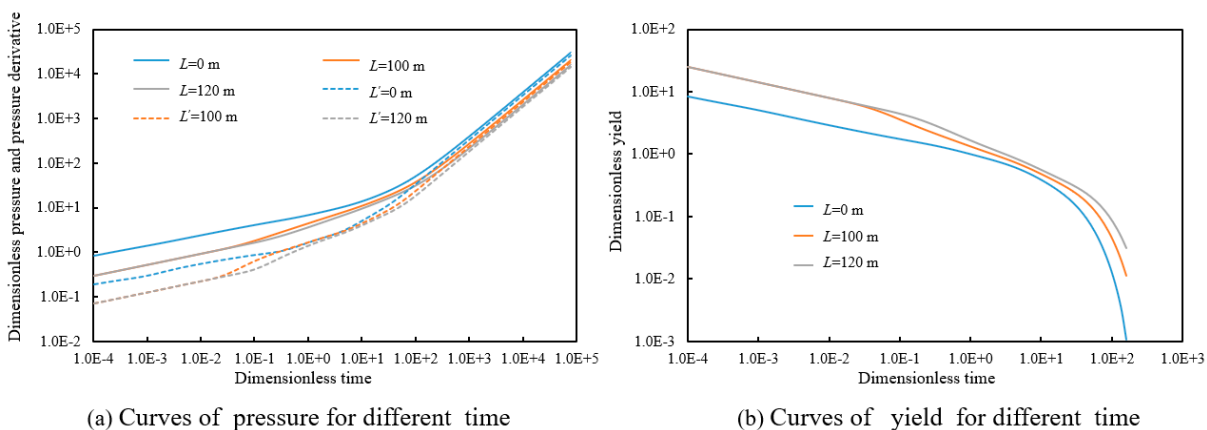 Dimensionless pressure and pressure derivative
1.0E+5
1.0E+4
1.0E+3
1.0E+2
1.0E+1
1.0E+0
1.0E-1
1.0E-2
L=0 m
L=100 m
L=120 m
L'=0 m
L'=100 m
L'=120 m
1.0E-4 1.0E-3 1.0E-2 1.0E-1 1.0E+0 1.0E+1 1.0E+2 1.0E+3 1.0E+4 1.0E+5
Dimensionless time
(a) Curves of pressure for different time
Dimensionless yield
1.0E+2
1.0E+1
1.0E+0
1.0E-1
1.0E-2
1.0E-3
L=0 m
L=100 m
L=120 m
1.0E-4 1.0E-3 1.0E-2 1.0E-1 1.0E+0 1.0E+1 1.0E+2 1.0E+3
Dimensionless time
(b) Curves of yield for different time